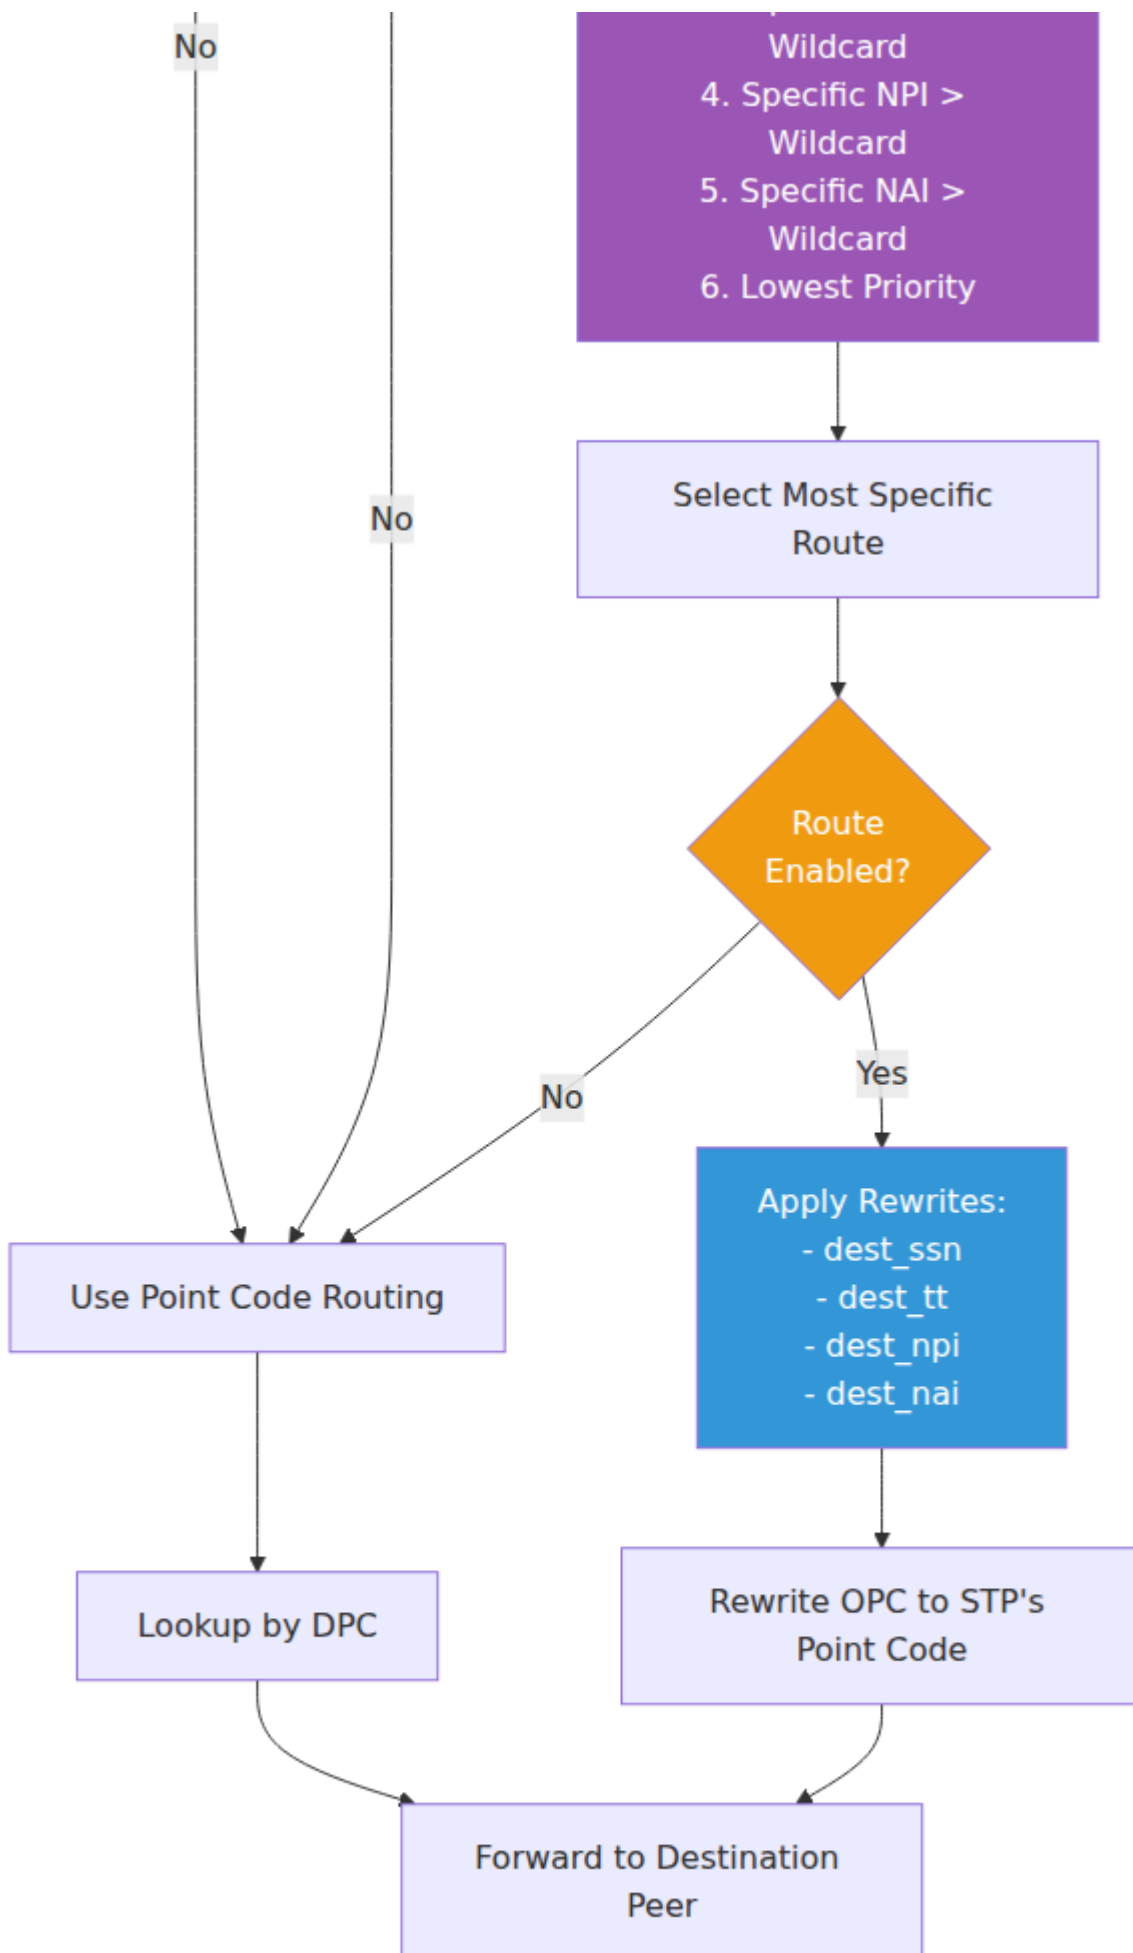 No
Wildcard
4. Specific NPI >
Wildcard
5. Specific NAI >
Wildcard
6. Lowest Priority
Select Most Specific
Route
No
Route
Enabled?
Yes
No
Apply Rewrites:
- dest_ssn
- dest_tt
- dest_npi
- dest_nai
Use Point Code Routing
Lookup by DPC
Rewrite OPC to STP's
Point Code
Forward to Destination
Peer